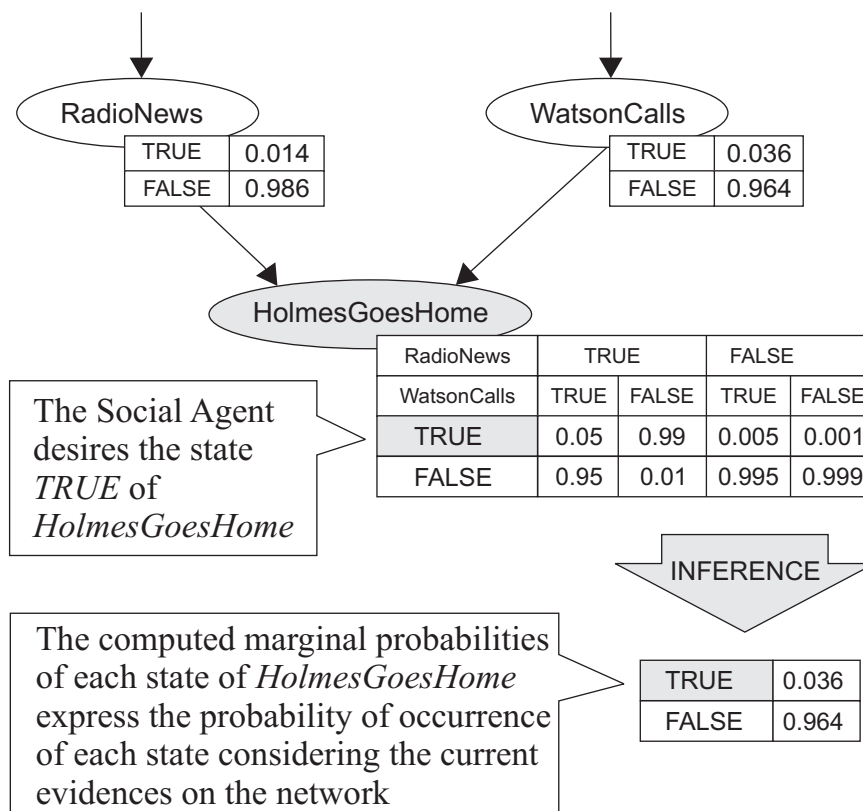 RadioNews
WatsonCalls
TRUE 0.014
FALSE 0.986
TRUE 0.036
FALSE 0.964
HolmesGoesHome
RadioNews TRUE FALSE
WatsonCalls TRUE FALSE TRUE FALSE
TRUE 0.05 0.99 0.005 0.001
FALSE 0.95 0.01 0.995 0.999
The Social Agent
desires the state
TRUE of
HolmesGoesHome
INFERENCE
The computed marginal probabilities
of each state of HolmesGoesHome
express the probability of occurrence
of each state considering the current
evidences on the network
TRUE 0.036
FALSE 0.964